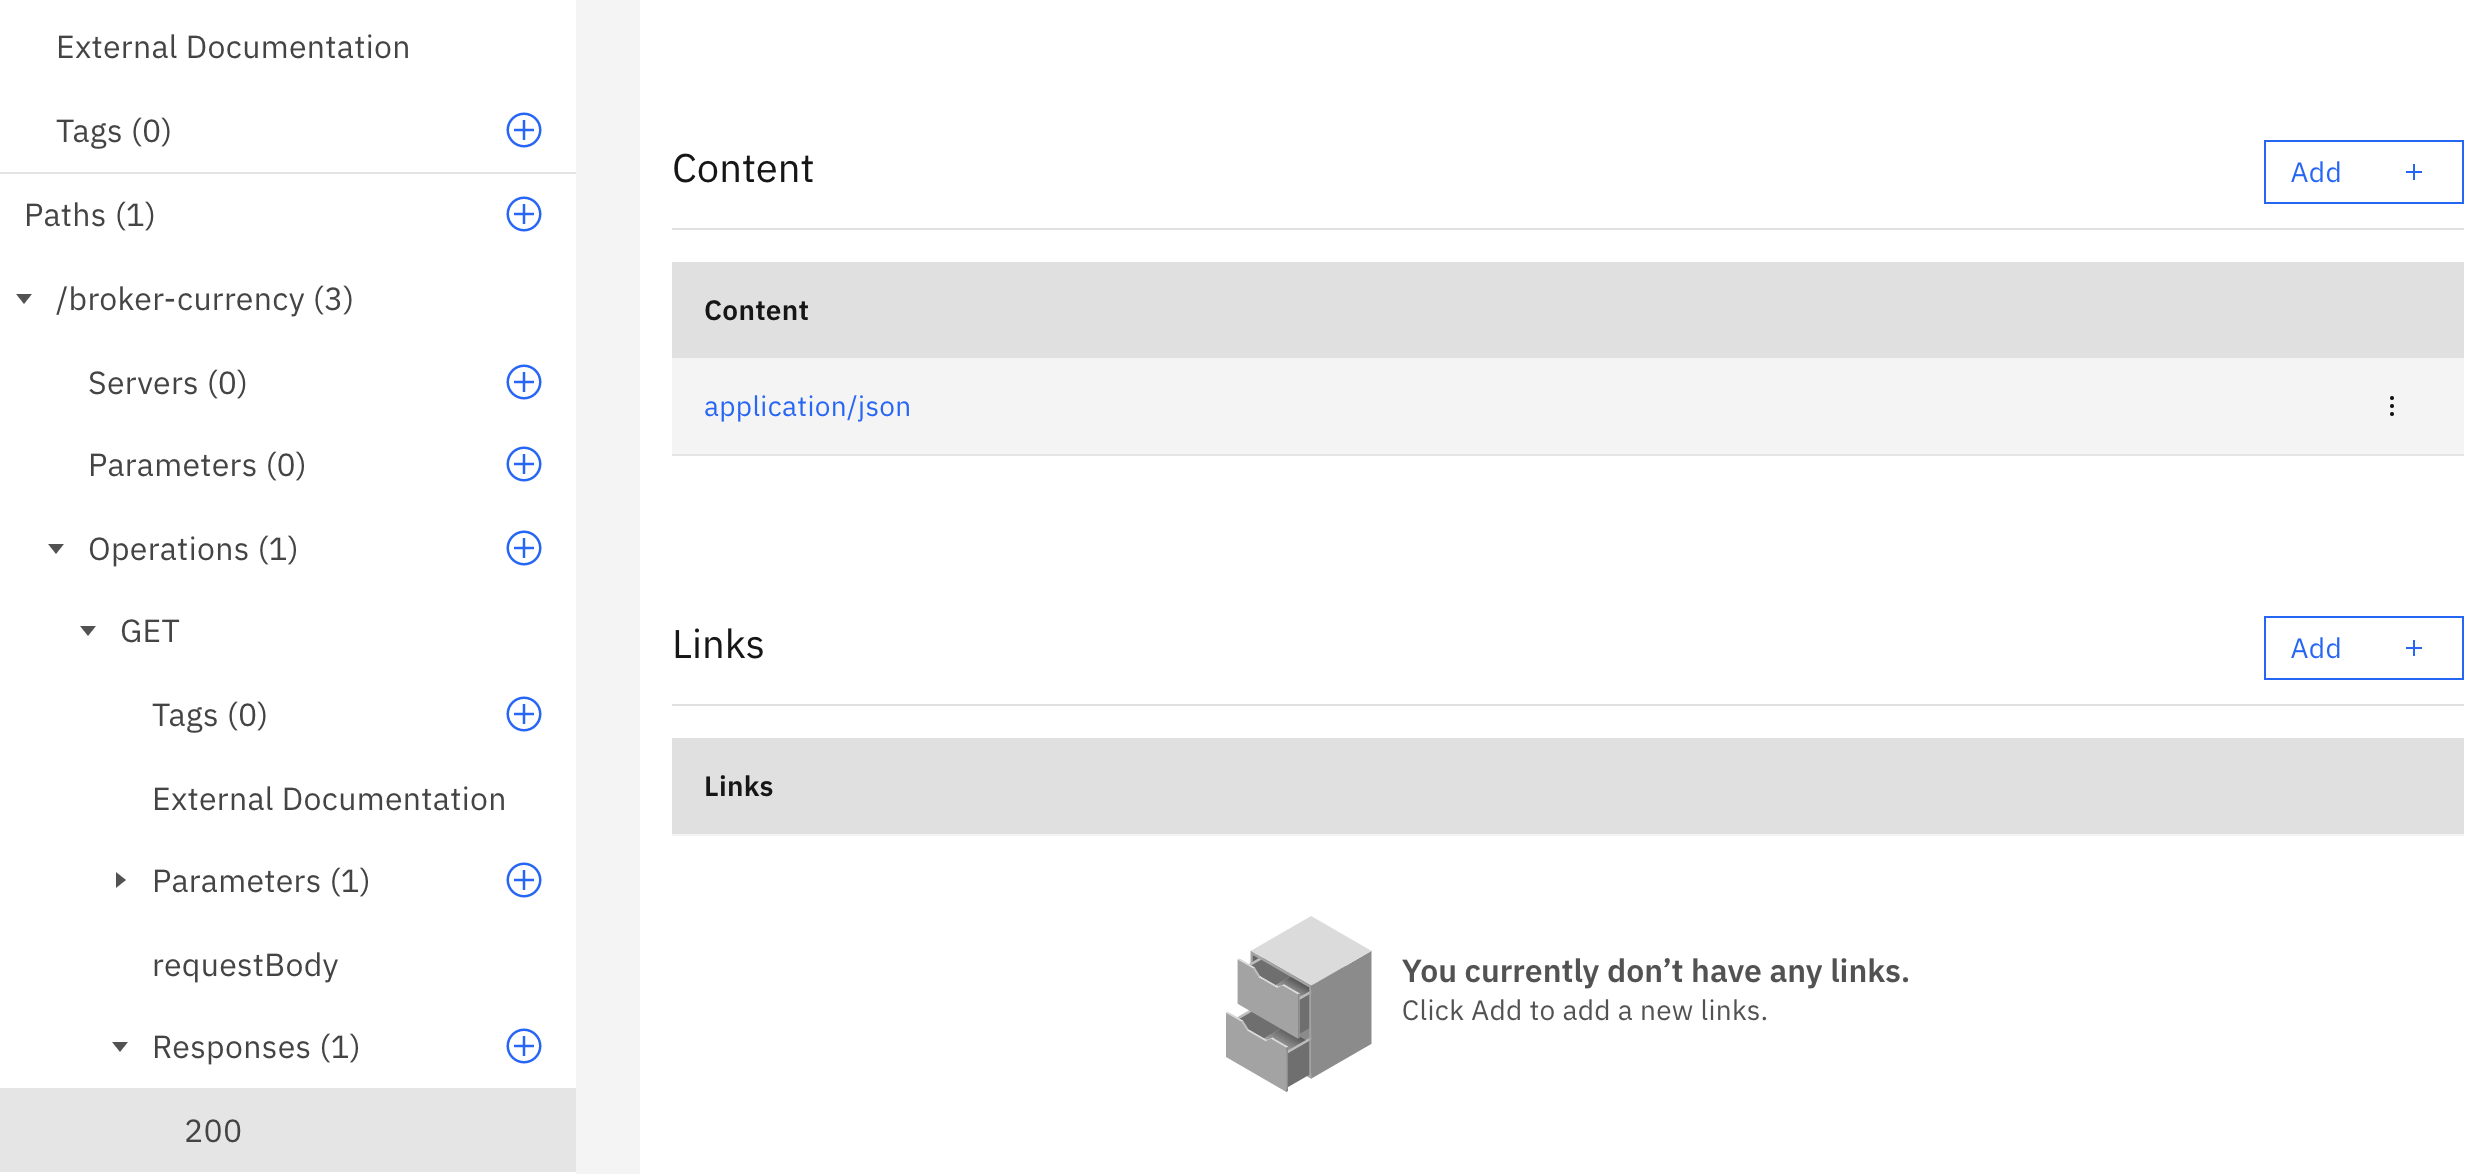 External Documentation
Tags (0)
Paths (1)
/broker-currency (3)
Servers (0)
Parameters (0)
Operations (1)
GET
Tags (0)
External Documentation
Parameters (1)
requestBody
Responses (1)
200
Content
Add +
Content
application/json
Links
Add +
Links
You currently don’t have any links.
Click Add to add a new links.